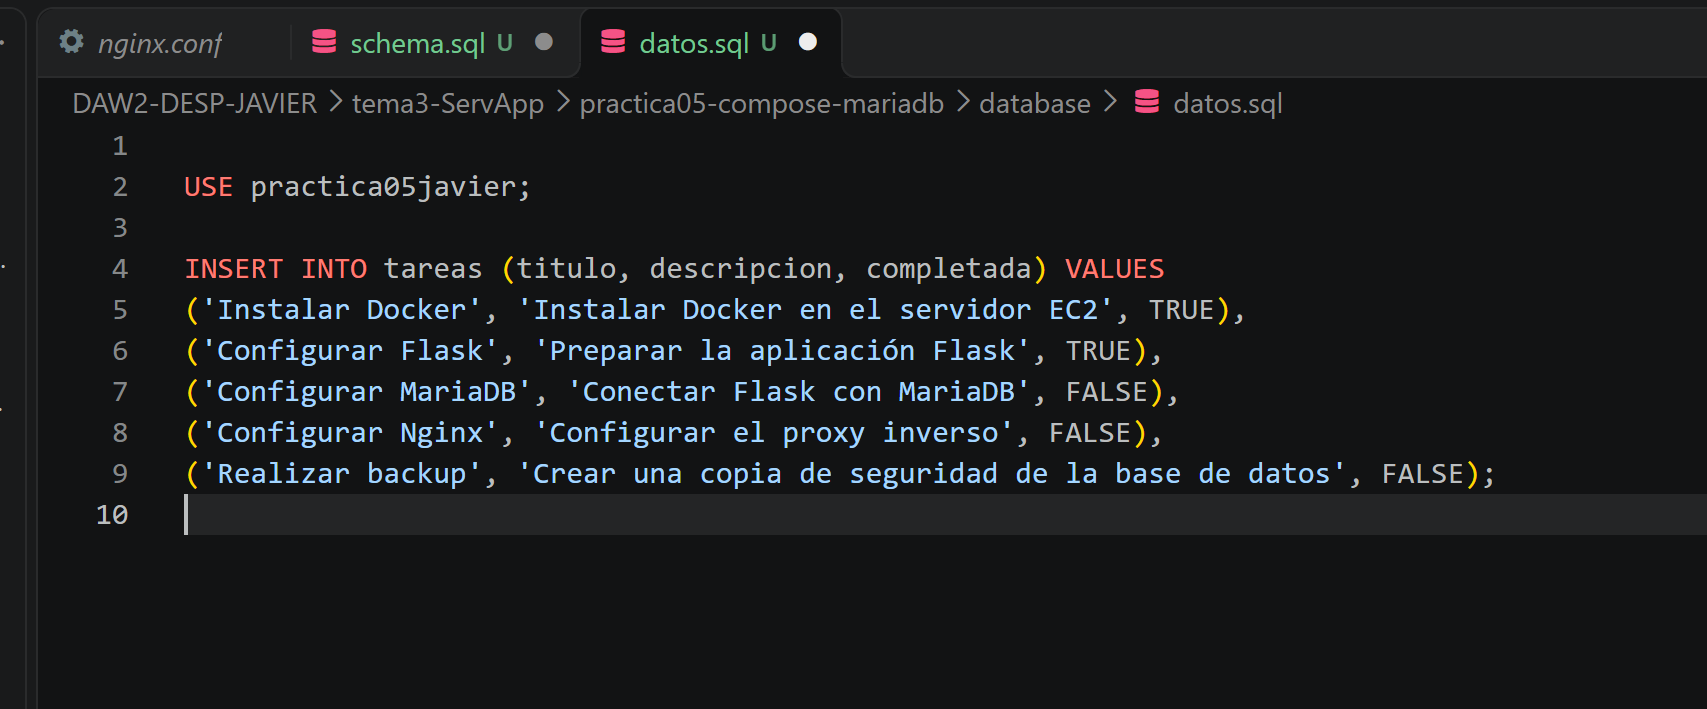 nginx.conf schema.sql U datos.sql U
DAW2-DESP-JAVIER > tema3-ServApp > practica05-compose-mariadb > database > datos.sql
1
2 USE practica05javier;
3
4 INSERT INTO tareas (titulo, descripcion, completada) VALUES
5 ('Instalar Docker', 'Instalar Docker en el servidor EC2', TRUE),
6 ('Configurar Flask', 'Preparar la aplicación Flask', TRUE),
7 ('Configurar MariaDB', 'Conectar Flask con MariaDB', FALSE),
8 ('Configurar Nginx', 'Configurar el proxy inverso', FALSE),
9 ('Realizar backup', 'Crear una copia de seguridad de la base de datos', FALSE);
10